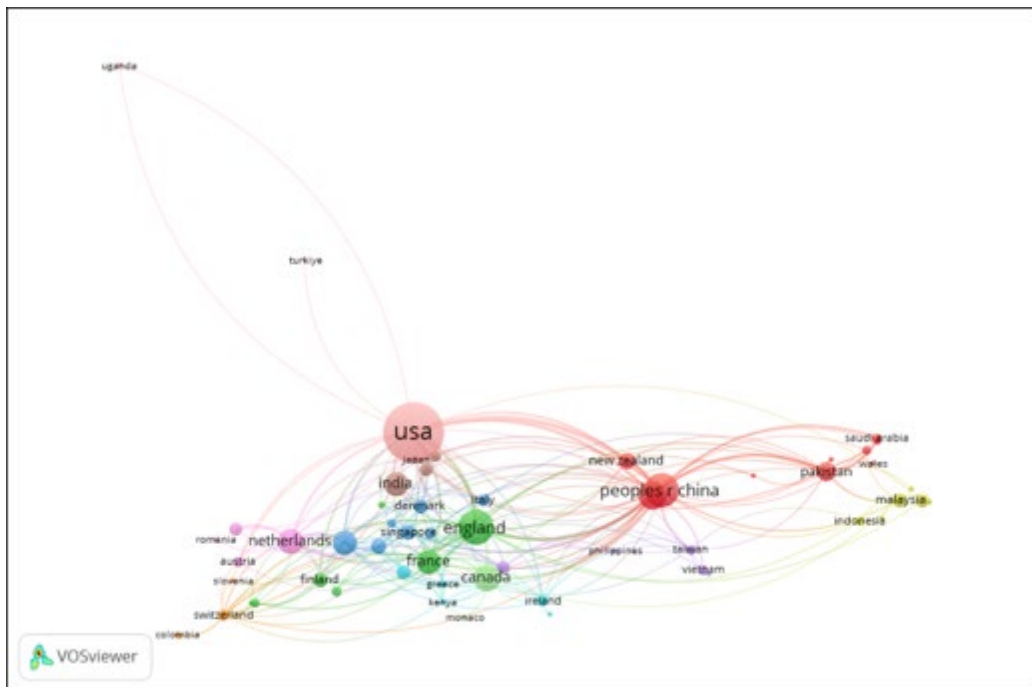 uganda
turkiye
usa
saudi arabia
japan
new zealand
wales
pakistan
india
peoples r china
malaysia
italy
denmark
indonesia
england
singapore
romania
netherlands
philippines
taiwan
france
austria
vietnam
canada
slovenia
finland
greece
kenya
ireland
switzerland
monaco
colombia
VOSviewer